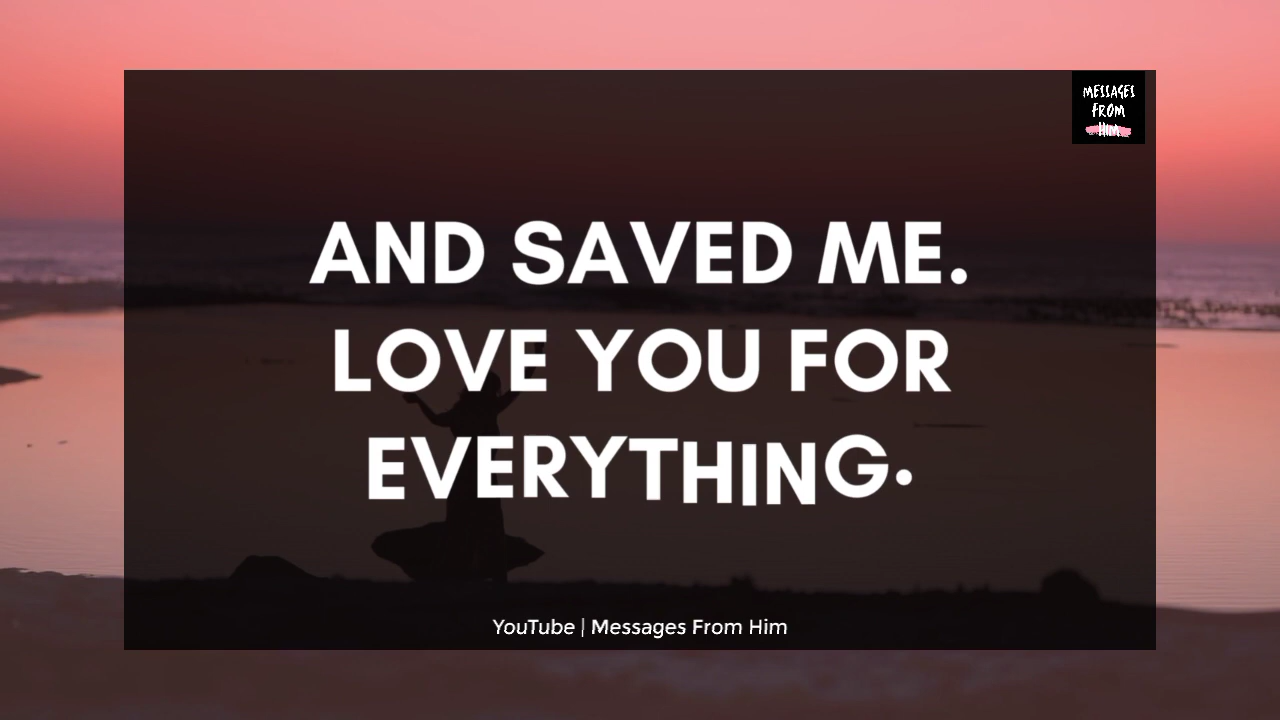 MESSAGES
FROM
HIM
AND SAVED ME.
LOVE YOU FOR
EVERYTHING.
YouTube | Messages From Him